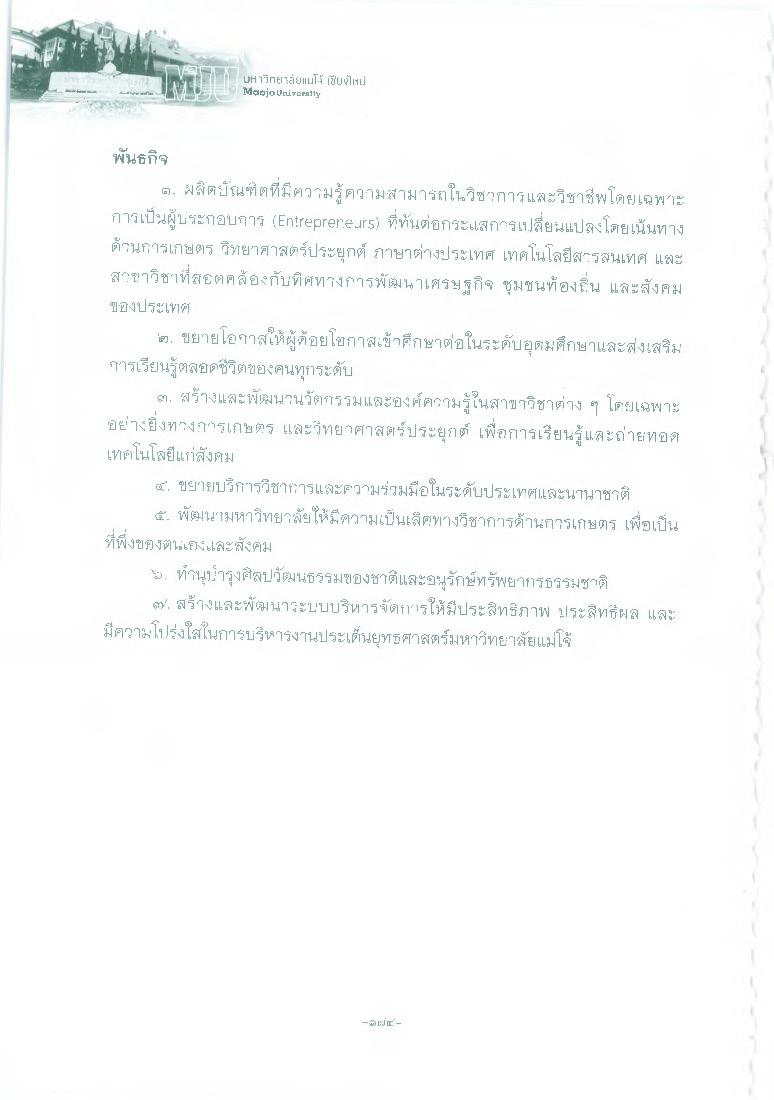 MJU
มหาวิทยาลัยแม่โจ้ เชียงใหม่
Maejo University
พันธกิจ
๑. ผลิตบัณฑิตที่มีความรู้ความสามารถในวิชาการและวิชาชีพโดยเฉพาะ
การเป็นผู้ประกอบการ (Entrepreneurs) ที่ทันต่อกระแสการเปลี่ยนแปลงโดยเน้นทาง
ด้านการเกษตร วิทยาศาสตร์ประยุกต์ ภาษาต่างประเทศ เทคโนโลยีสารสนเทศ และ
สาขาวิชาที่สอดคล้องกับทิศทางการพัฒนาเศรษฐกิจ ชุมชนท้องถิ่น และสังคม
ของประเทศ
๒. ขยายโอกาสให้ผู้ด้อยโอกาสเข้าศึกษาต่อในระดับอุดมศึกษาและส่งเสริม
การเรียนรู้ตลอดชีวิตของคนทุกระดับ
๓. สร้างและพัฒนานวัตกรรมและองค์ความรู้ในสาขาวิชาต่าง ๆ โดยเฉพาะ
อย่างยิ่งทางการเกษตร และวิทยาศาสตร์ประยุกต์ เพื่อการเรียนรู้และถ่ายทอด
เทคโนโลยีแก่สังคม
๔. ขยายบริการวิชาการและความร่วมมือในระดับประเทศและนานาชาติ
๕. พัฒนามหาวิทยาลัยให้มีความเป็นเลิศทางวิชาการด้านการเกษตร เพื่อเป็น
ที่พึ่งของตนเองและสังคม
๖. ทำนุบำรุงศิลปวัฒนธรรมของชาติและอนุรักษ์ทรัพยากรธรรมชาติ
๗. สร้างและพัฒนาระบบบริหารจัดการให้มีประสิทธิภาพ ประสิทธิผล และ
มีความโปร่งใสในการบริหารงานประเด็นยุทธศาสตร์มหาวิทยาลัยแม่โจ้
-๑๗๔-